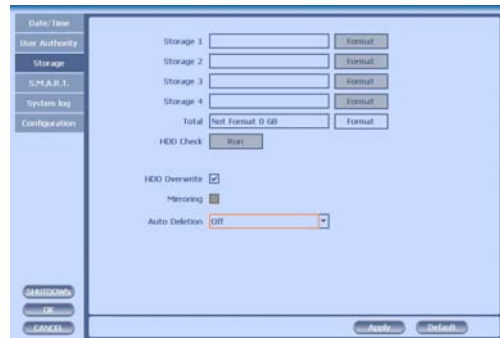 Date/Time
User Authority
Storage
S.M.A.R.T.
System log
Configuration
Storage 1 Format
Storage 2 Format
Storage 3 Format
Storage 4 Format
Total Not Format 0 GB Format
HDD Check Run
HDD Overwrite
Mirroring
Auto Deletion Off
SHUTDOWN
OK
CANCEL
Apply Default